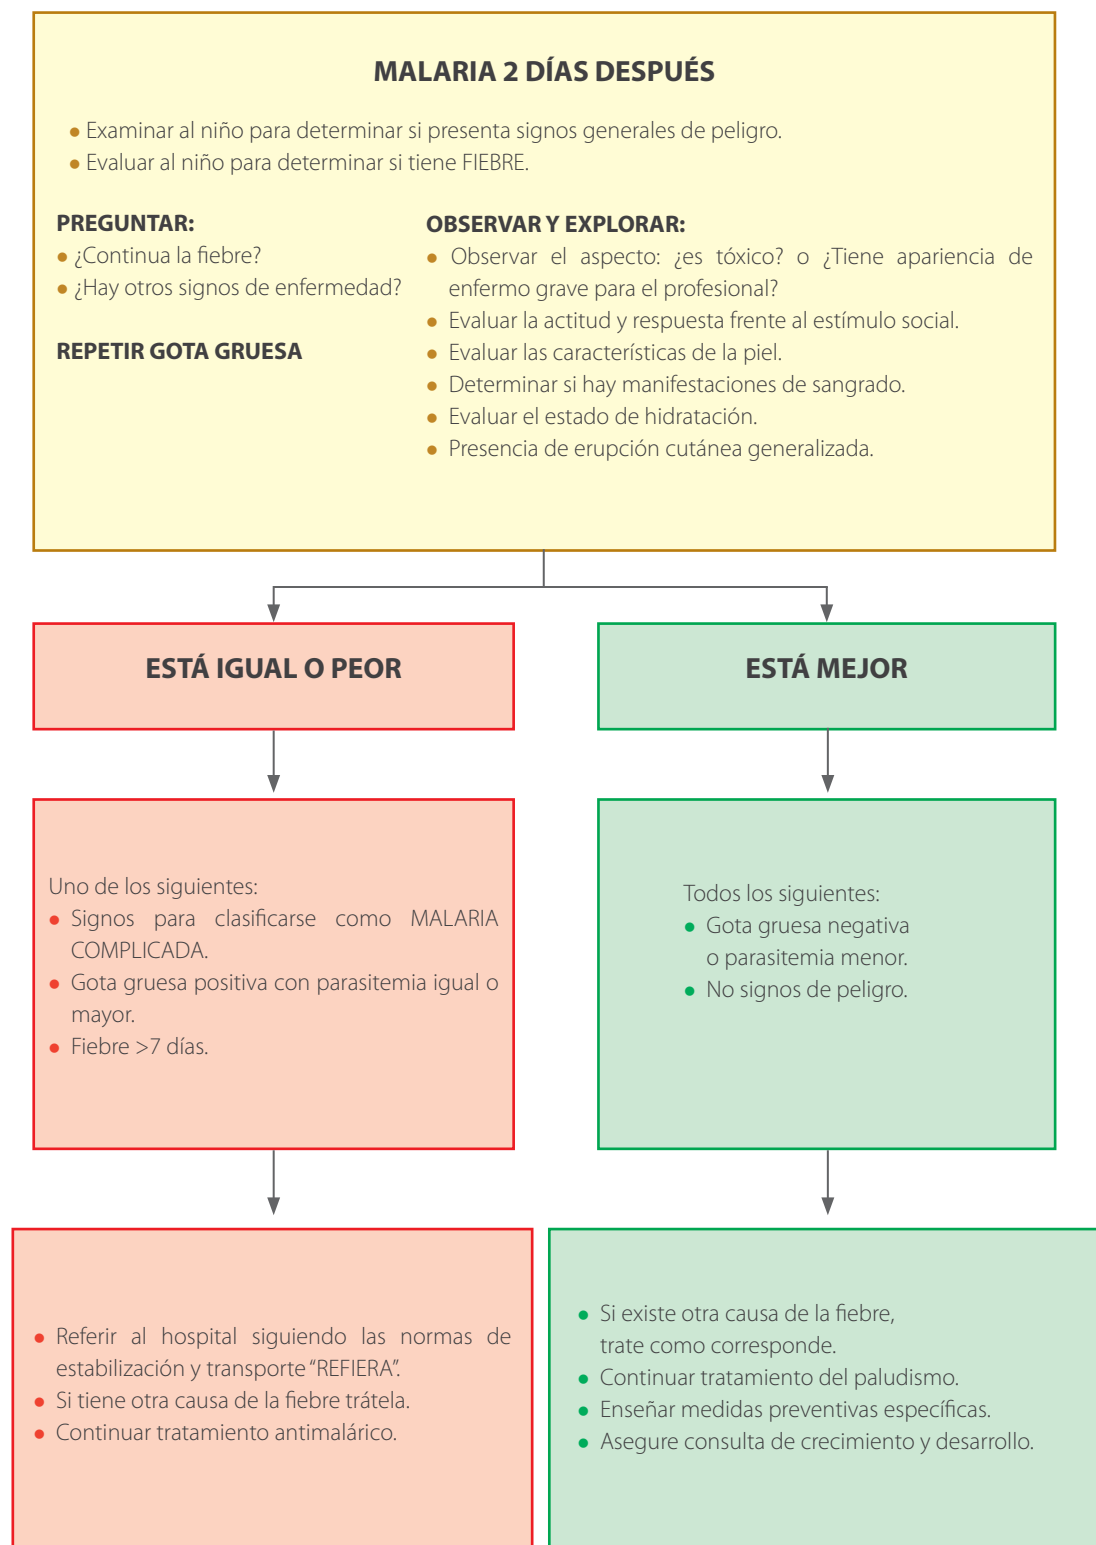 MALARIA 2 DÍAS DESPUÉS
● Examinar al niño para determinar si presenta signos generales de peligro.
● Evaluar al niño para determinar si tiene FIEBRE.
PREGUNTAR:
● ¿Continua la fiebre?
● ¿Hay otros signos de enfermedad?
REPETIR GOTA GRUESA
OBSERVAR Y EXPLORAR:
● Observar el aspecto: ¿es tóxico? o ¿Tiene apariencia de
enfermo grave para el profesional?
● Evaluar la actitud y respuesta frente al estímulo social.
● Evaluar las características de la piel.
● Determinar si hay manifestaciones de sangrado.
● Evaluar el estado de hidratación.
● Presencia de erupción cutánea generalizada.
ESTÁ IGUAL O PEOR
Uno de los siguientes:
● Signos para clasificarse como MALARIA
COMPLICADA.
● Gota gruesa positiva con parasitemia igual o
mayor.
● Fiebre >7 días.
● Referir al hospital siguiendo las normas de
estabilización y transporte “REFIERA”.
● Si tiene otra causa de la fiebre trátela.
● Continuar tratamiento antimalárico.
ESTÁ MEJOR
Todos los siguientes:
● Gota gruesa negativa
o parasitemia menor.
● No signos de peligro.
● Si existe otra causa de la fiebre,
trate como corresponde.
● Continuar tratamiento del paludismo.
● Enseñar medidas preventivas específicas.
● Asegure consulta de crecimiento y desarrollo.